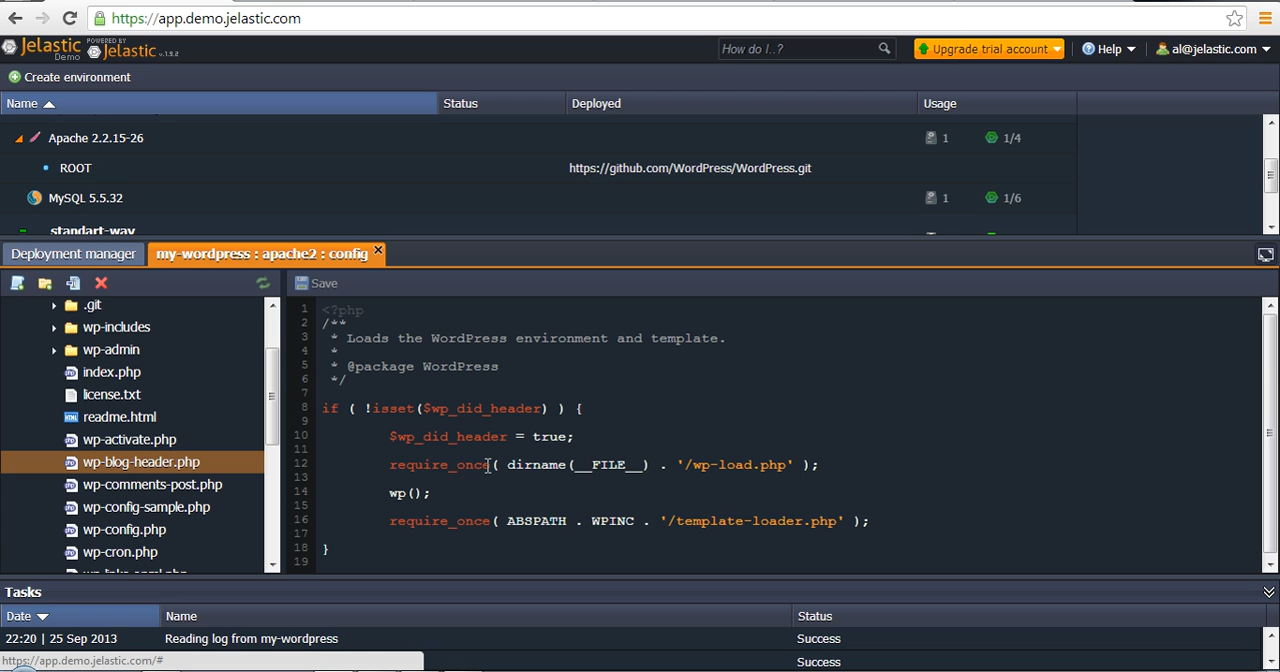 https://app.demo.jelastic.com
Jelastic Demo POWERED BY Jelastic v.1.9.2 How do I..? Upgrade trial account Help al@jelastic.com
Create environment
Name Status Deployed Usage
Apache 2.2.15-26 1 1/4
ROOT https://github.com/WordPress/WordPress.git
MySQL 5.5.32 1 1/6
standart-way
Deployment manager my-wordpress : apache2 : config
Save
.git
wp-includes
wp-admin
index.php
license.txt
readme.html
wp-activate.php
wp-blog-header.php
wp-comments-post.php
wp-config-sample.php
wp-config.php
wp-cron.php
1 <?php
2 /**
3 * Loads the WordPress environment and template.
4 *
5 * @package WordPress
6 */
7
8 if ( !isset($wp_did_header) ) {
9
10 $wp_did_header = true;
11
12 require_once( dirname(__FILE__) . '/wp-load.php' );
13
14 wp();
15
16 require_once( ABSPATH . WPINC . '/template-loader.php' );
17
18 }
19
Tasks
Date Name Status
22:20 | 25 Sep 2013 Reading log from my-wordpress Success
https://app.demo.jelastic.com/# Success